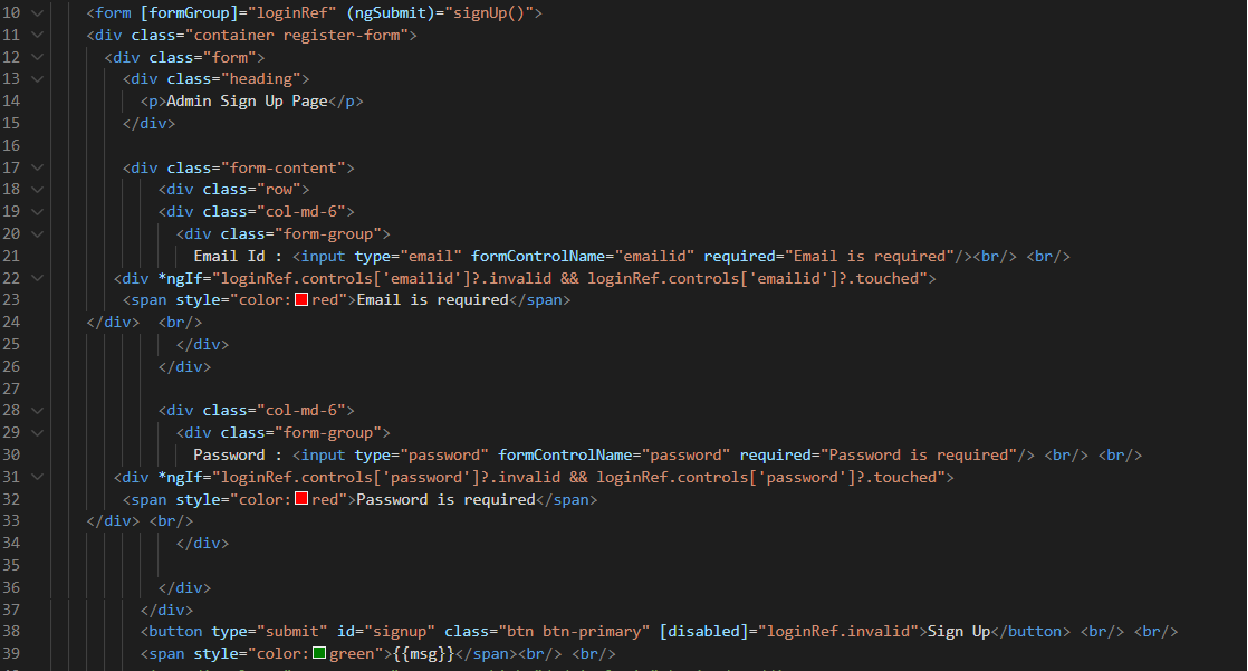 10 <form [formGroup]="loginRef" (ngSubmit)="signUp()">
11 <div class="container register-form">
12 <div class="form">
13 <div class="heading">
14 <p>Admin Sign Up Page</p>
15 </div>
16
17 <div class="form-content">
18 <div class="row">
19 <div class="col-md-6">
20 <div class="form-group">
21 Email Id : <input type="email" formControlName="emailid" required="Email is required"/><br/> <br/>
22 <div *ngIf="loginRef.controls['emailid']?.invalid && loginRef.controls['emailid']?.touched">
23 <span style="color:red">Email is required</span>
24 </div> <br/>
25 </div>
26 </div>
27
28 <div class="col-md-6">
29 <div class="form-group">
30 Password : <input type="password" formControlName="password" required="Password is required"/> <br/> <br/>
31 <div *ngIf="loginRef.controls['password']?.invalid && loginRef.controls['password']?.touched">
32 <span style="color:red">Password is required</span>
33 </div> <br/>
34 </div>
35
36 </div>
37 </div>
38 <button type="submit" id="signup" class="btn btn-primary" [disabled]="loginRef.invalid">Sign Up</button> <br/> <br/>
39 <span style="color:green">{{msg}}</span><br/> <br/>